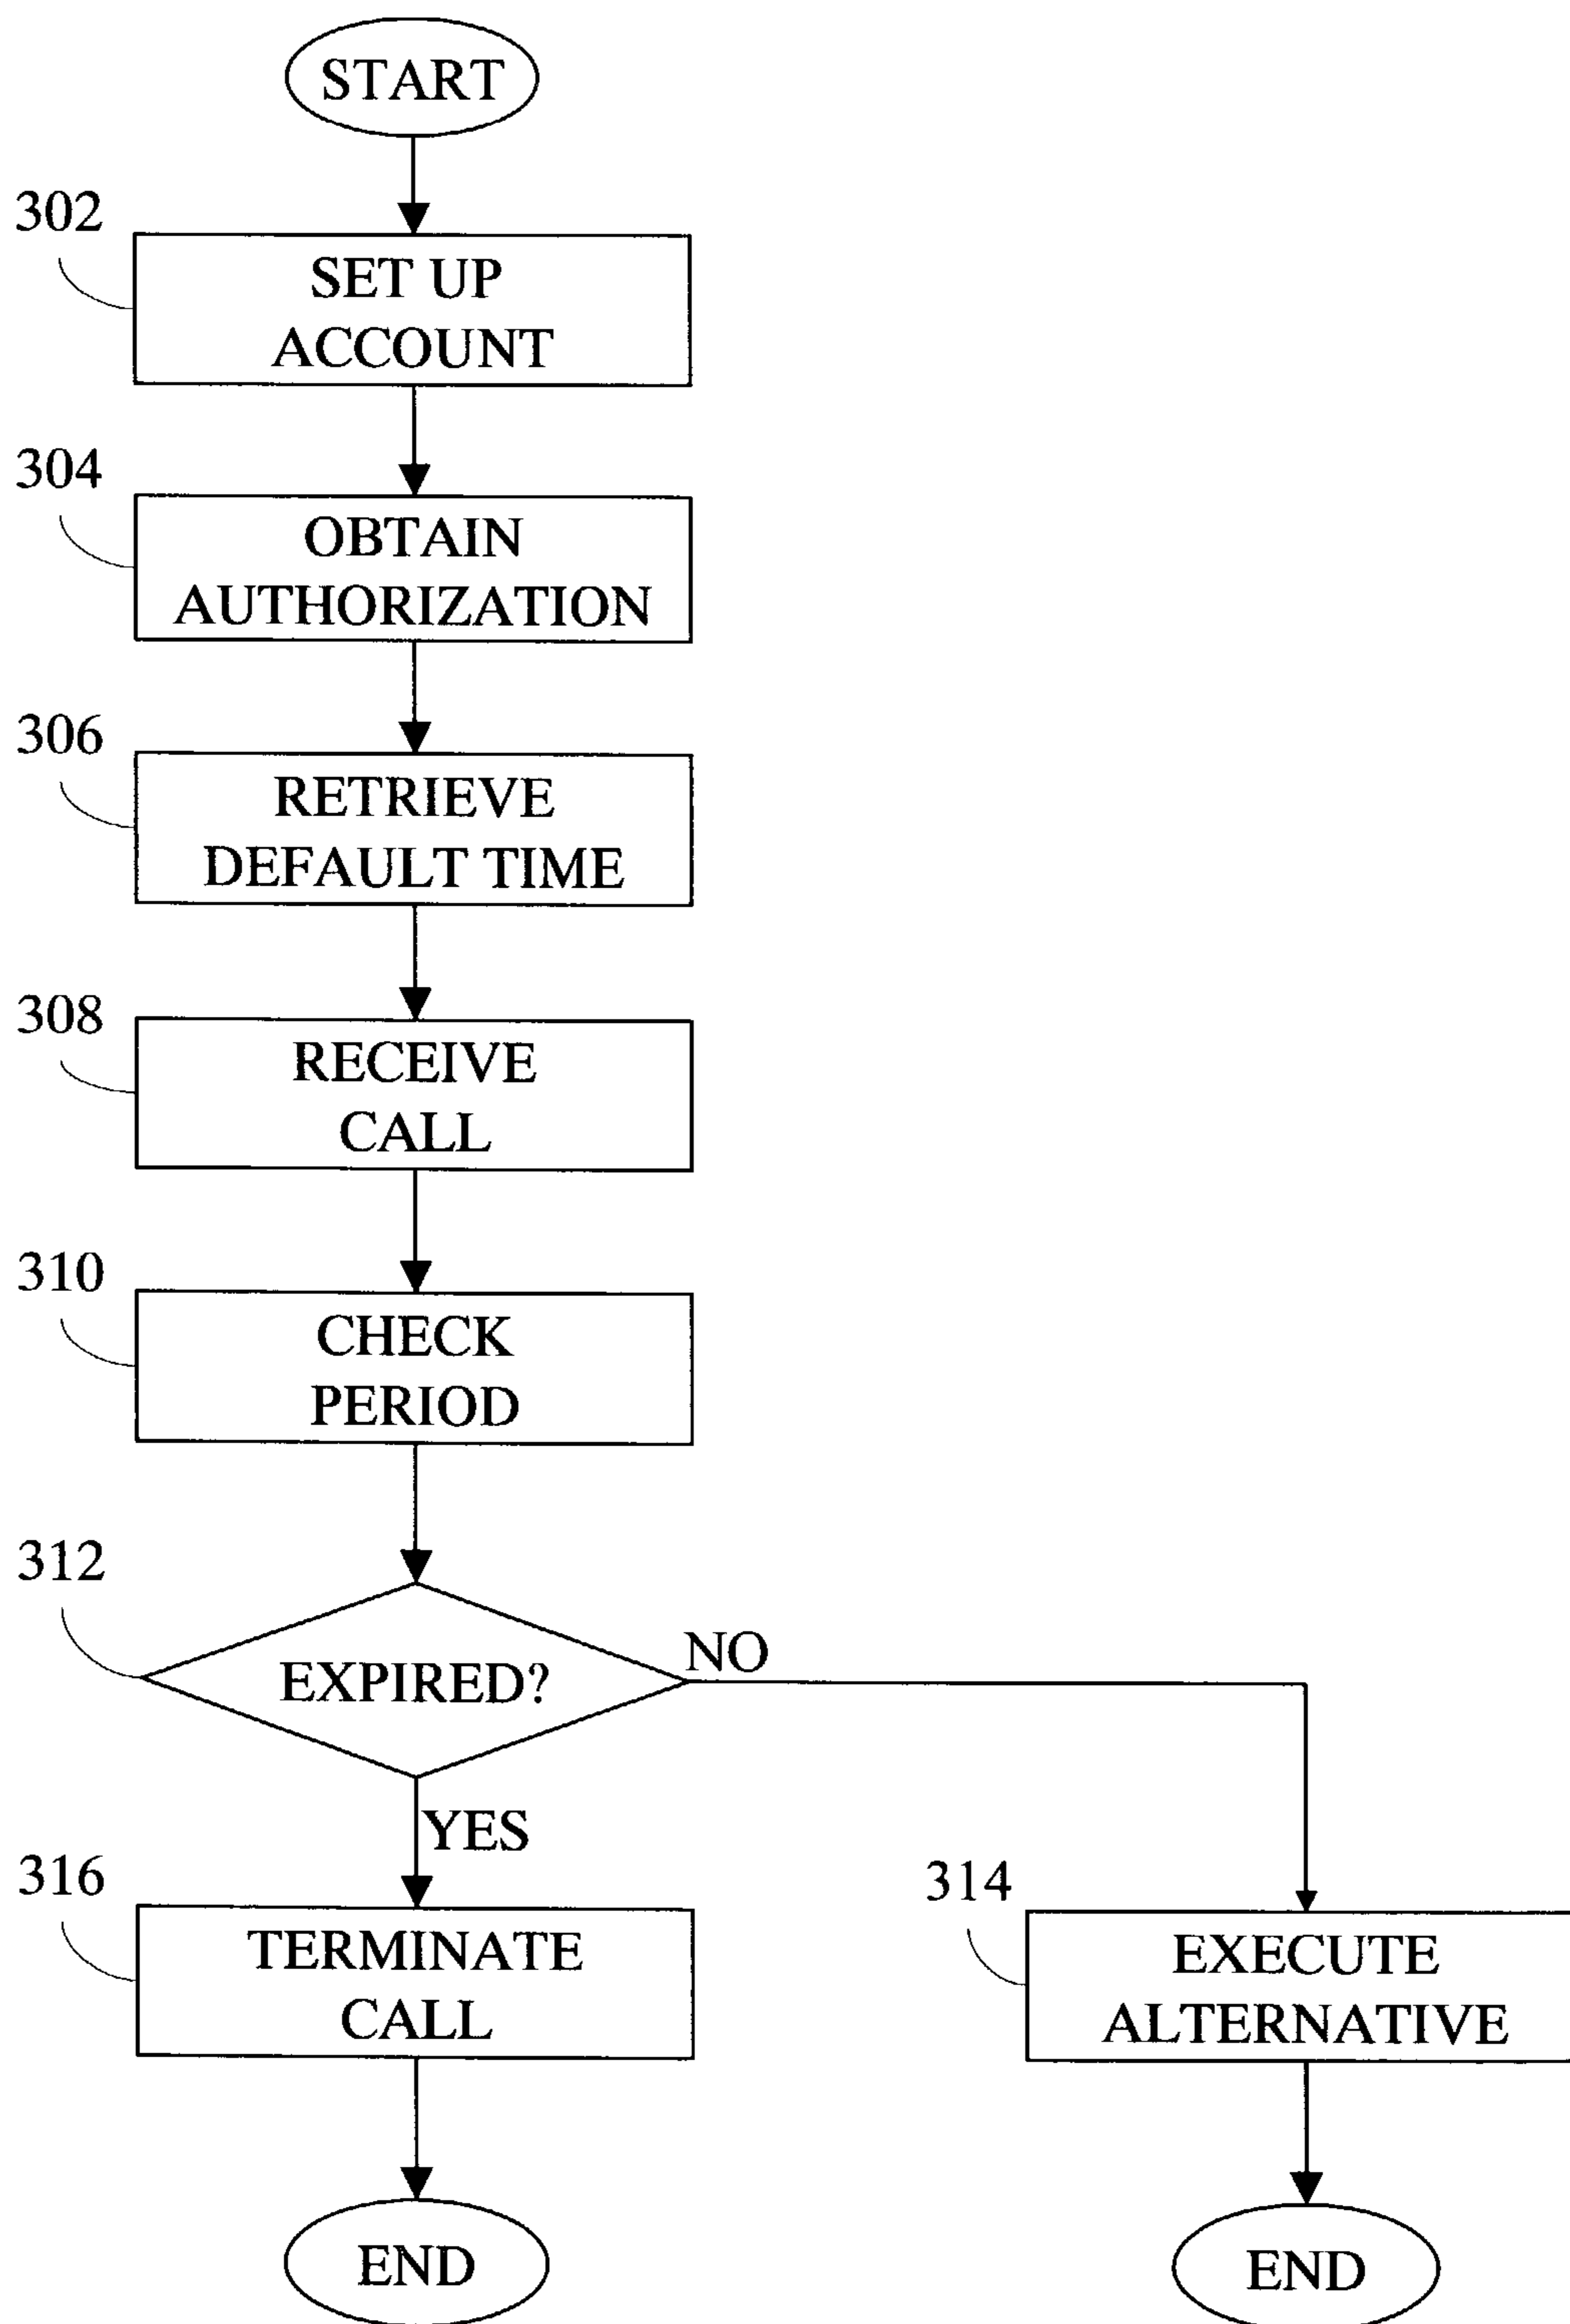 START
302
SET UP
ACCOUNT
304
OBTAIN
AUTHORIZATION
306
RETRIEVE
DEFAULT TIME
308
RECEIVE
CALL
310
CHECK
PERIOD
312
EXPIRED?
NO
YES
316
TERMINATE
CALL
314
EXECUTE
ALTERNATIVE
END
END